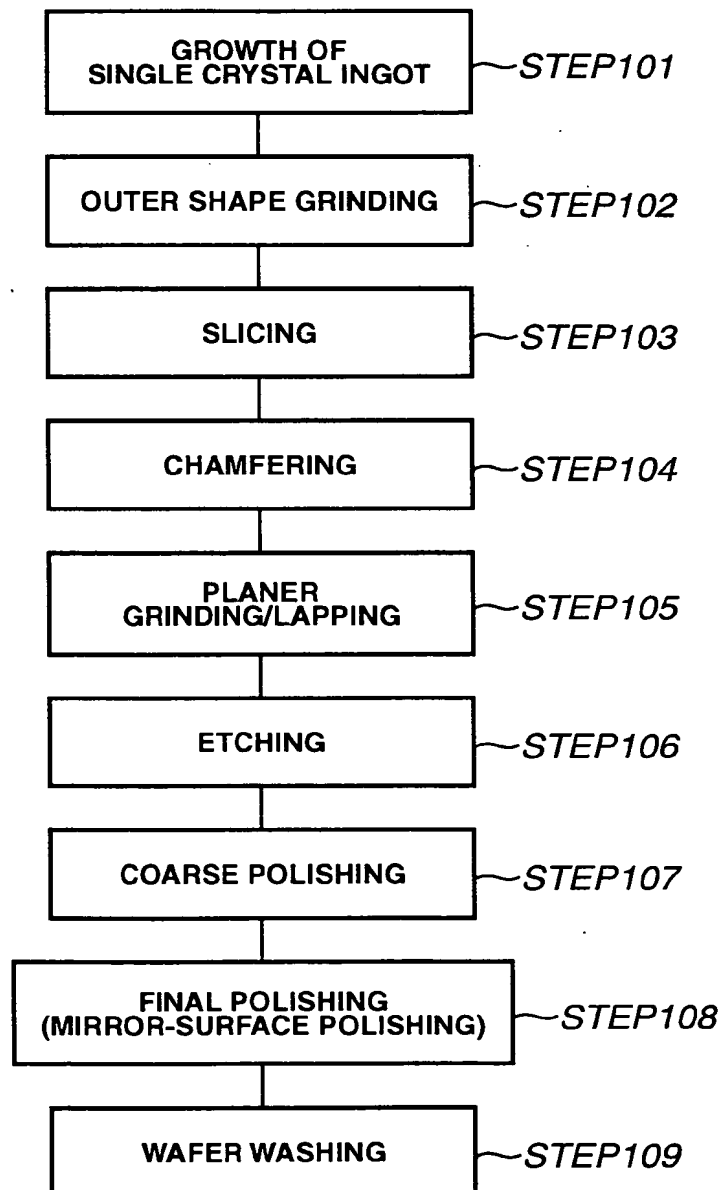 GROWTH OF
SINGLE CRYSTAL INGOT
STEP101
OUTER SHAPE GRINDING
STEP102
SLICING
STEP103
CHAMFERING
STEP104
PLANER
GRINDING/LAPPING
STEP105
ETCHING
STEP106
COARSE POLISHING
STEP107
FINAL POLISHING
(MIRROR-SURFACE POLISHING)
STEP108
WAFER WASHING
STEP109